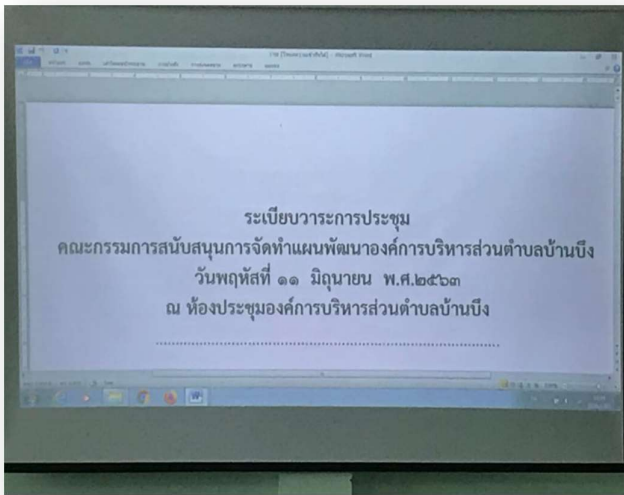 ระเบียบวาระการประชุม
คณะกรรมการสนับสนุนการจัดทำแผนพัฒนาองค์การบริหารส่วนตำบลบ้านบึง
วันพฤหัสที่ ๑๑ มิถุนายน พ.ศ.๒๕๖๓
ณ ห้องประชุมองค์การบริหารส่วนตำบลบ้านบึง